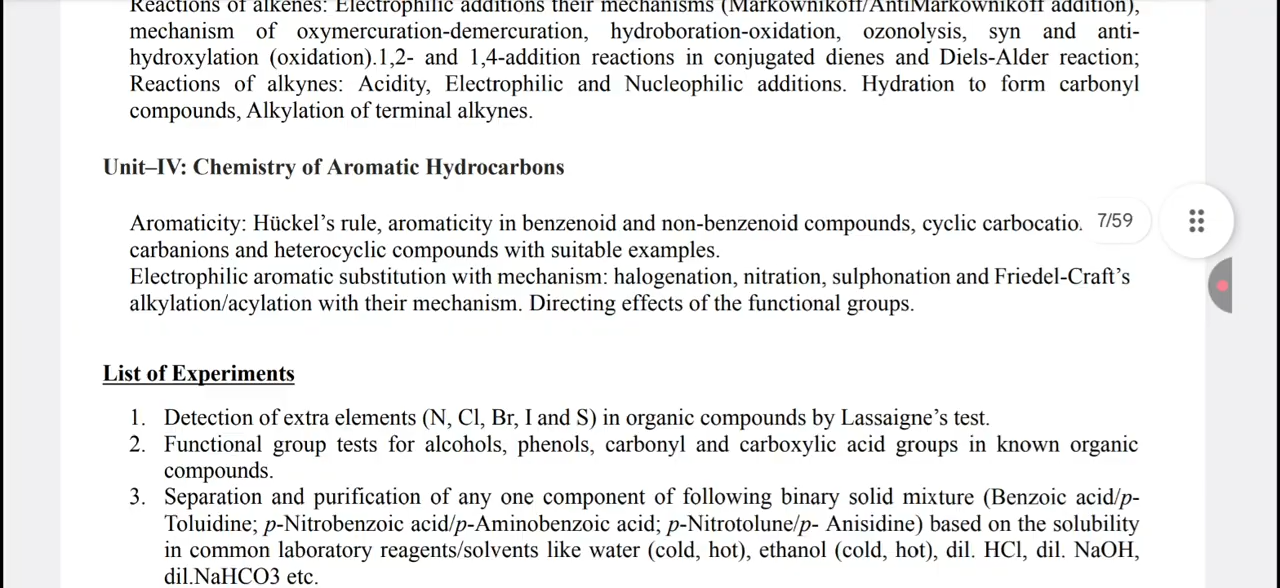 Reactions of alkenes: Electrophilic additions their mechanisms (Markownikoff/AntiMarkownikoff addition),
mechanism of oxymercuration-demercuration, hydroboration-oxidation, ozonolysis, syn and anti-
hydroxylation (oxidation).1,2- and 1,4-addition reactions in conjugated dienes and Diels-Alder reaction;
Reactions of alkynes: Acidity, Electrophilic and Nucleophilic additions. Hydration to form carbonyl
compounds, Alkylation of terminal alkynes.
Unit–IV: Chemistry of Aromatic Hydrocarbons
Aromaticity: Hückel’s rule, aromaticity in benzenoid and non-benzenoid compounds, cyclic carbocatio.
7/59
carbanions and heterocyclic compounds with suitable examples.
Electrophilic aromatic substitution with mechanism: halogenation, nitration, sulphonation and Friedel-Craft’s
alkylation/acylation with their mechanism. Directing effects of the functional groups.
List of Experiments
1. Detection of extra elements (N, Cl, Br, I and S) in organic compounds by Lassaigne’s test.
2. Functional group tests for alcohols, phenols, carbonyl and carboxylic acid groups in known organic
compounds.
3. Separation and purification of any one component of following binary solid mixture (Benzoic acid/p-
Toluidine; p-Nitrobenzoic acid/p-Aminobenzoic acid; p-Nitrotolune/p- Anisidine) based on the solubility
in common laboratory reagents/solvents like water (cold, hot), ethanol (cold, hot), dil. HCl, dil. NaOH,
dil.NaHCO3 etc.